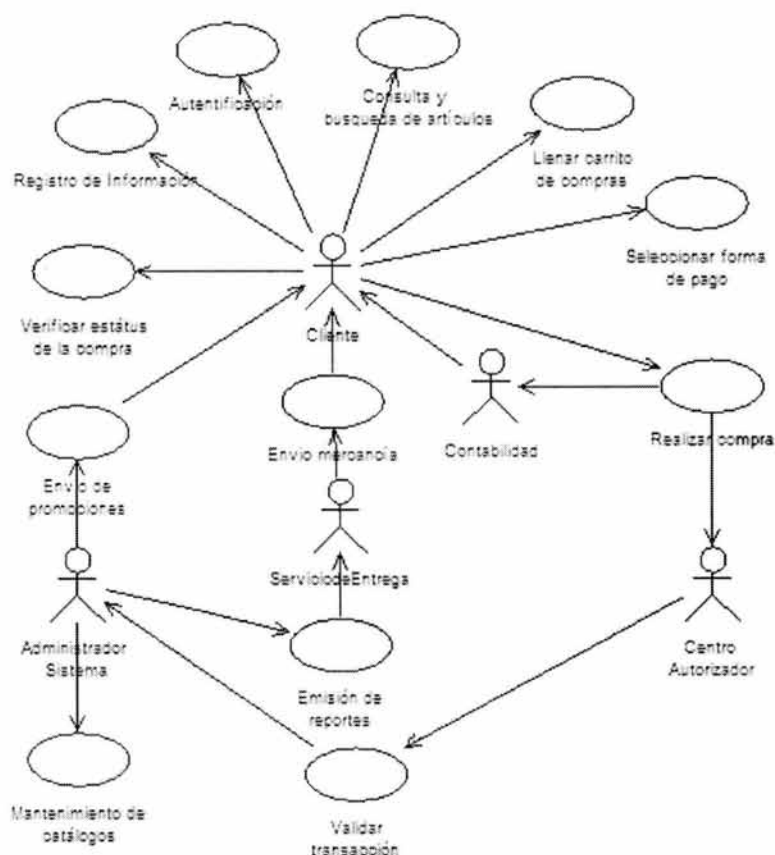 Autentificación
Consulta y
busqueda de artículos
Llenar carrito
de compras
Registro de Información
Seleccionar forma
de pago
Verificar estátus
de la compra
Cliente
Envio mercancía
Contabilidad
Realizar compra
Envio de
promociones
ServiciodeEntrega
Administrador
Sistema
Centro
Autorizador
Emisión de
reportes
Mantenimiento de
catálogos
Validar
transacción